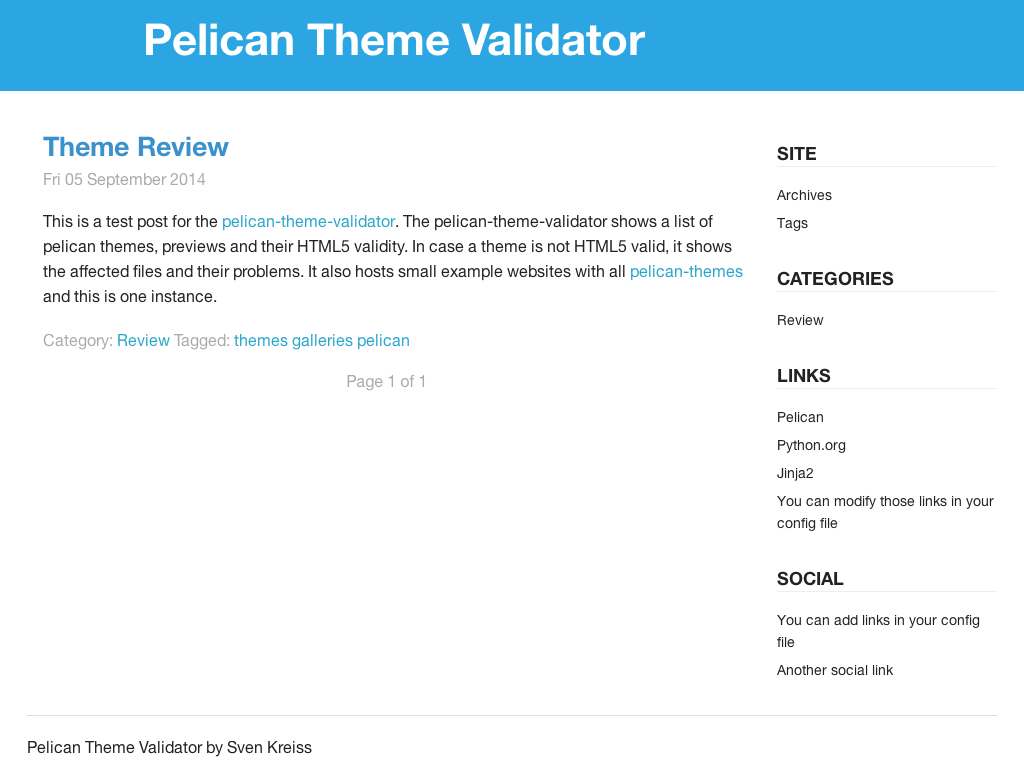 Pelican Theme Validator
Theme Review
Fri 05 September 2014
This is a test post for the pelican-theme-validator. The pelican-theme-validator shows a list of
pelican themes, previews and their HTML5 validity. In case a theme is not HTML5 valid, it shows
the affected files and their problems. It also hosts small example websites with all pelican-themes
and this is one instance.
Category: Review Tagged: themes galleries pelican
Page 1 of 1
SITE
Archives
Tags
CATEGORIES
Review
LINKS
Pelican
Python.org
Jinja2
You can modify those links in your
config file
SOCIAL
You can add links in your config
file
Another social link
Pelican Theme Validator by Sven Kreiss